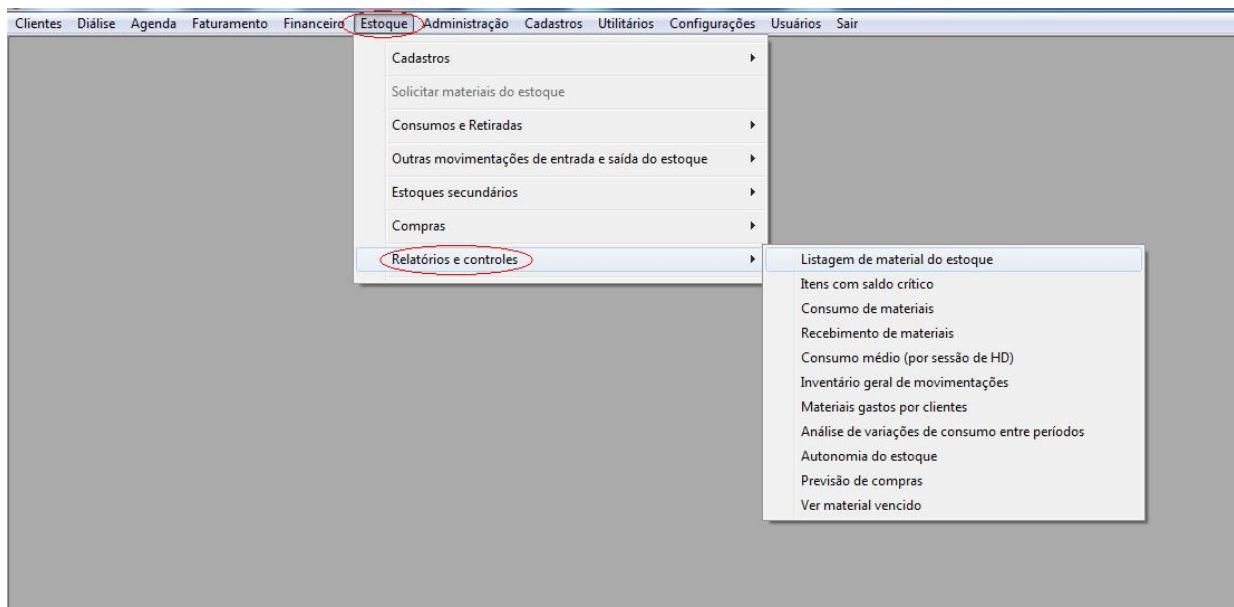 Clientes Diálise Agenda Faturamento Financeiro Estoque Administração Cadastros Utilitários Configurações Usuários Sair
Cadastros
Solicitar materiais do estoque
Consumos e Retiradas
Outras movimentações de entrada e saída do estoque
Estoques secundários
Compras
Relatórios e controles
Listagem de material do estoque
Itens com saldo crítico
Consumo de materiais
Recebimento de materiais
Consumo médio (por sessão de HD)
Inventário geral de movimentações
Materiais gastos por clientes
Análise de variações de consumo entre períodos
Autonomia do estoque
Previsão de compras
Ver material vencido